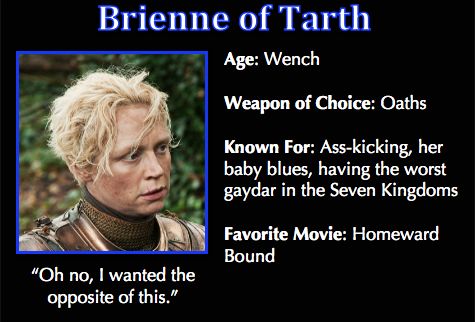 Brienne of Tarth
Age: Wench
Weapon of Choice: Oaths
Known For: Ass-kicking, her
baby blues, having the worst
gaydar in the Seven Kingdoms
Favorite Movie: Homeward
Bound
“Oh no, I wanted the
opposite of this.”